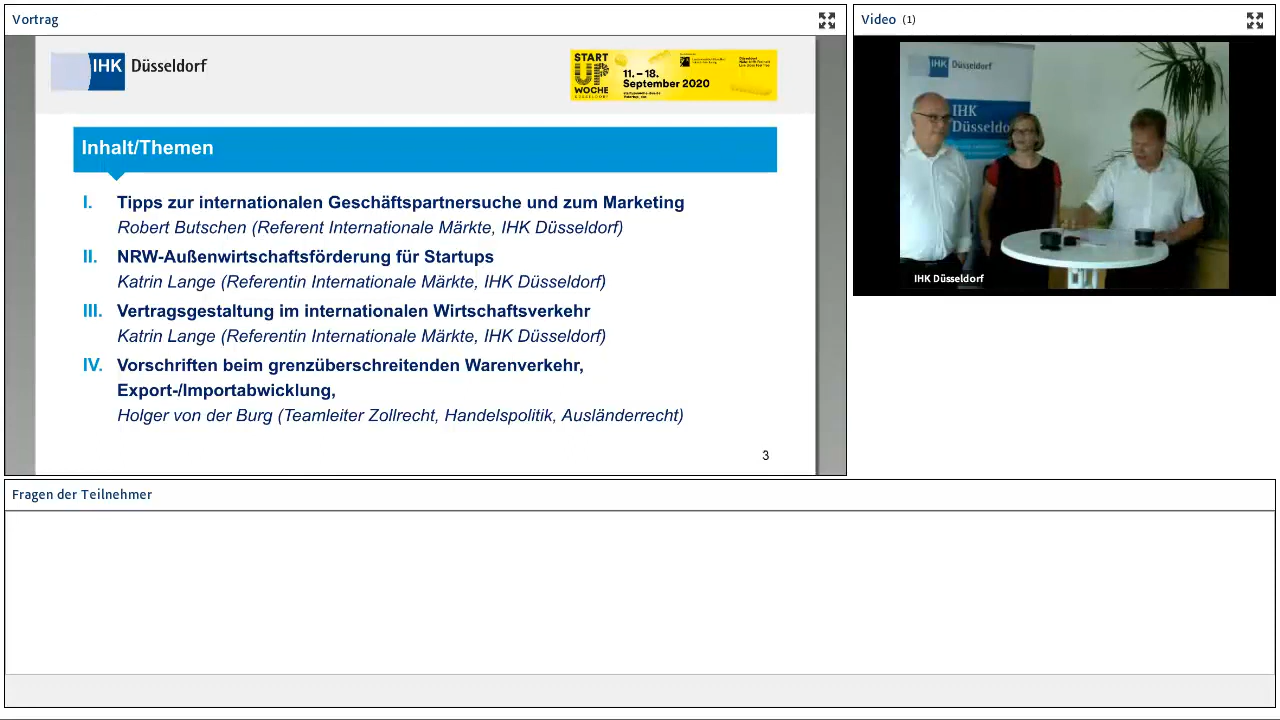 Vortrag
IHK Düsseldorf
START
UP
WOCHE
DÜSSELDORF
11. – 18.
September 2020
Inhalt/Themen
I. Tipps zur internationalen Geschäftspartnersuche und zum Marketing
Robert Butschen (Referent Internationale Märkte, IHK Düsseldorf)
II. NRW-Außenwirtschaftsförderung für Startups
Katrin Lange (Referentin Internationale Märkte, IHK Düsseldorf)
III. Vertragsgestaltung im internationalen Wirtschaftsverkehr
Katrin Lange (Referentin Internationale Märkte, IHK Düsseldorf)
IV. Vorschriften beim grenzüberschreitenden Warenverkehr,
Export-/Importabwicklung,
Holger von der Burg (Teamleiter Zollrecht, Handelspolitik, Ausländerrecht)
3
Video (1)
IHK Düsseldorf
IHK
Düsseldo
IHK Düsseldorf
Fragen der Teilnehmer